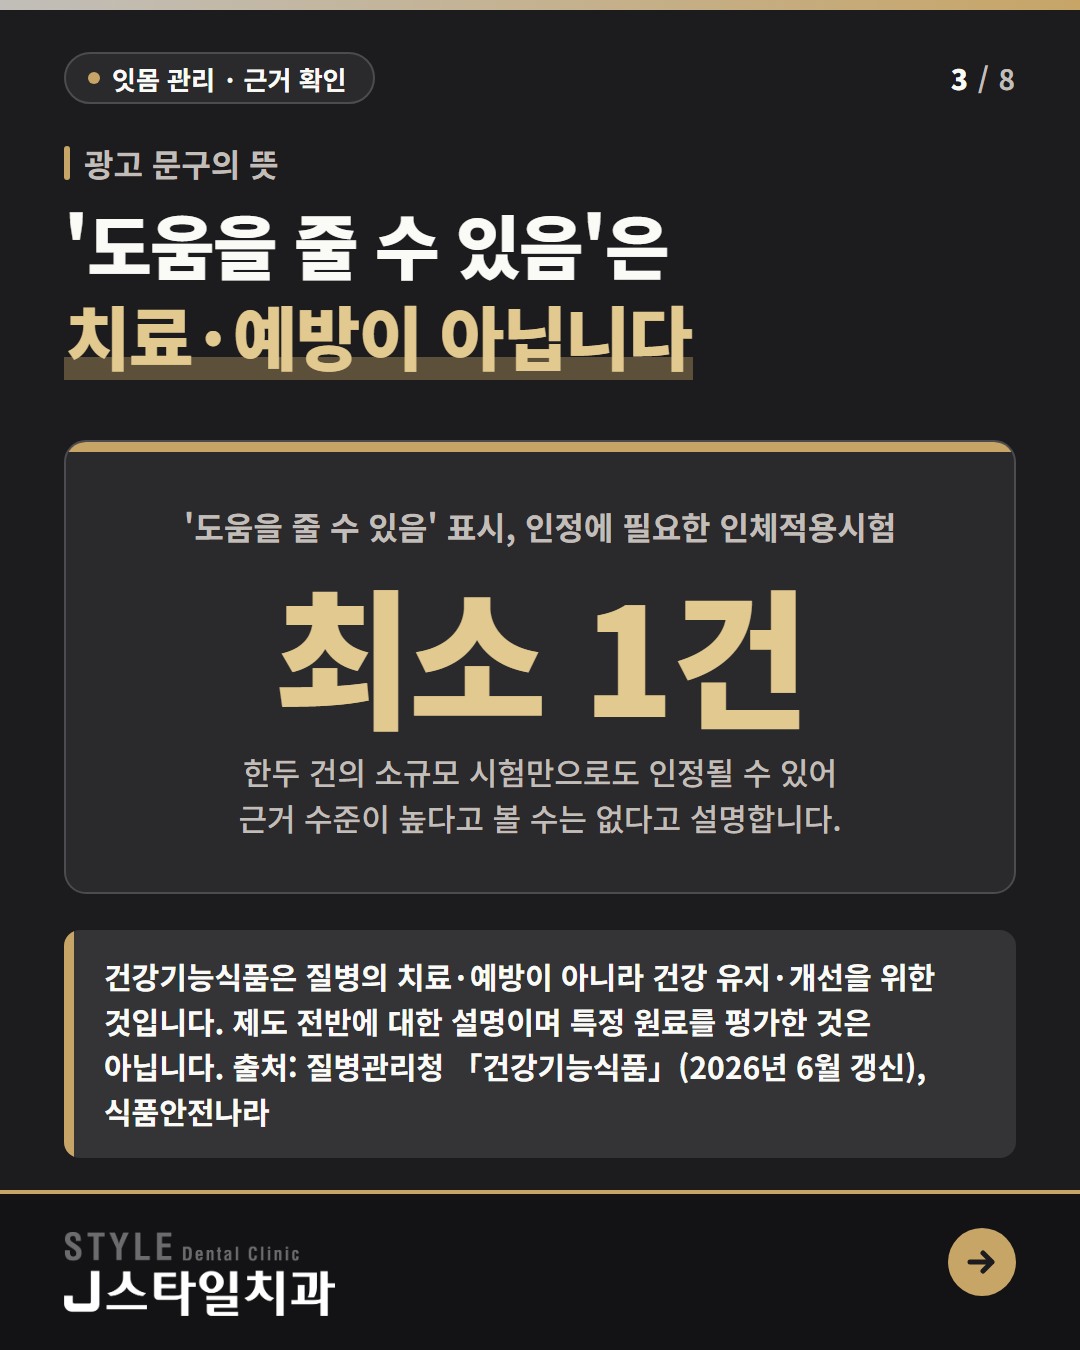 잇몸 관리 · 근거 확인
3 / 8
광고 문구의 뜻
'도움을 줄 수 있음'은
치료·예방이 아닙니다
'도움을 줄 수 있음' 표시, 인정에 필요한 인체적용시험
최소 1건
한두 건의 소규모 시험만으로도 인정될 수 있어
근거 수준이 높다고 볼 수는 없다고 설명합니다.
건강기능식품은 질병의 치료·예방이 아니라 건강 유지·개선을 위한
것입니다. 제도 전반에 대한 설명이며 특정 원료를 평가한 것은
아닙니다. 출처: 질병관리청 「건강기능식품」(2026년 6월 갱신),
식품안전나라
STYLE Dental Clinic
J스타일치과